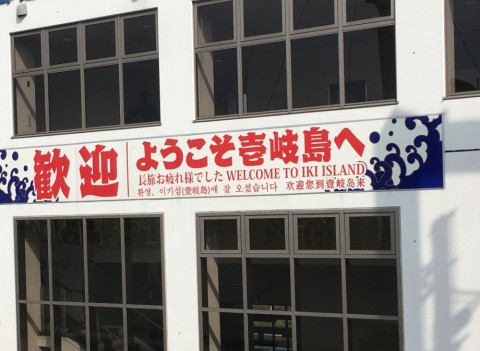 歓迎
ようこそ壱岐島へ
長旅お疲れ様でした WELCOME TO IKI ISLAND
환영, 이키섬(壹岐島)에 잘 오셨습니다 欢迎您到壹岐岛来